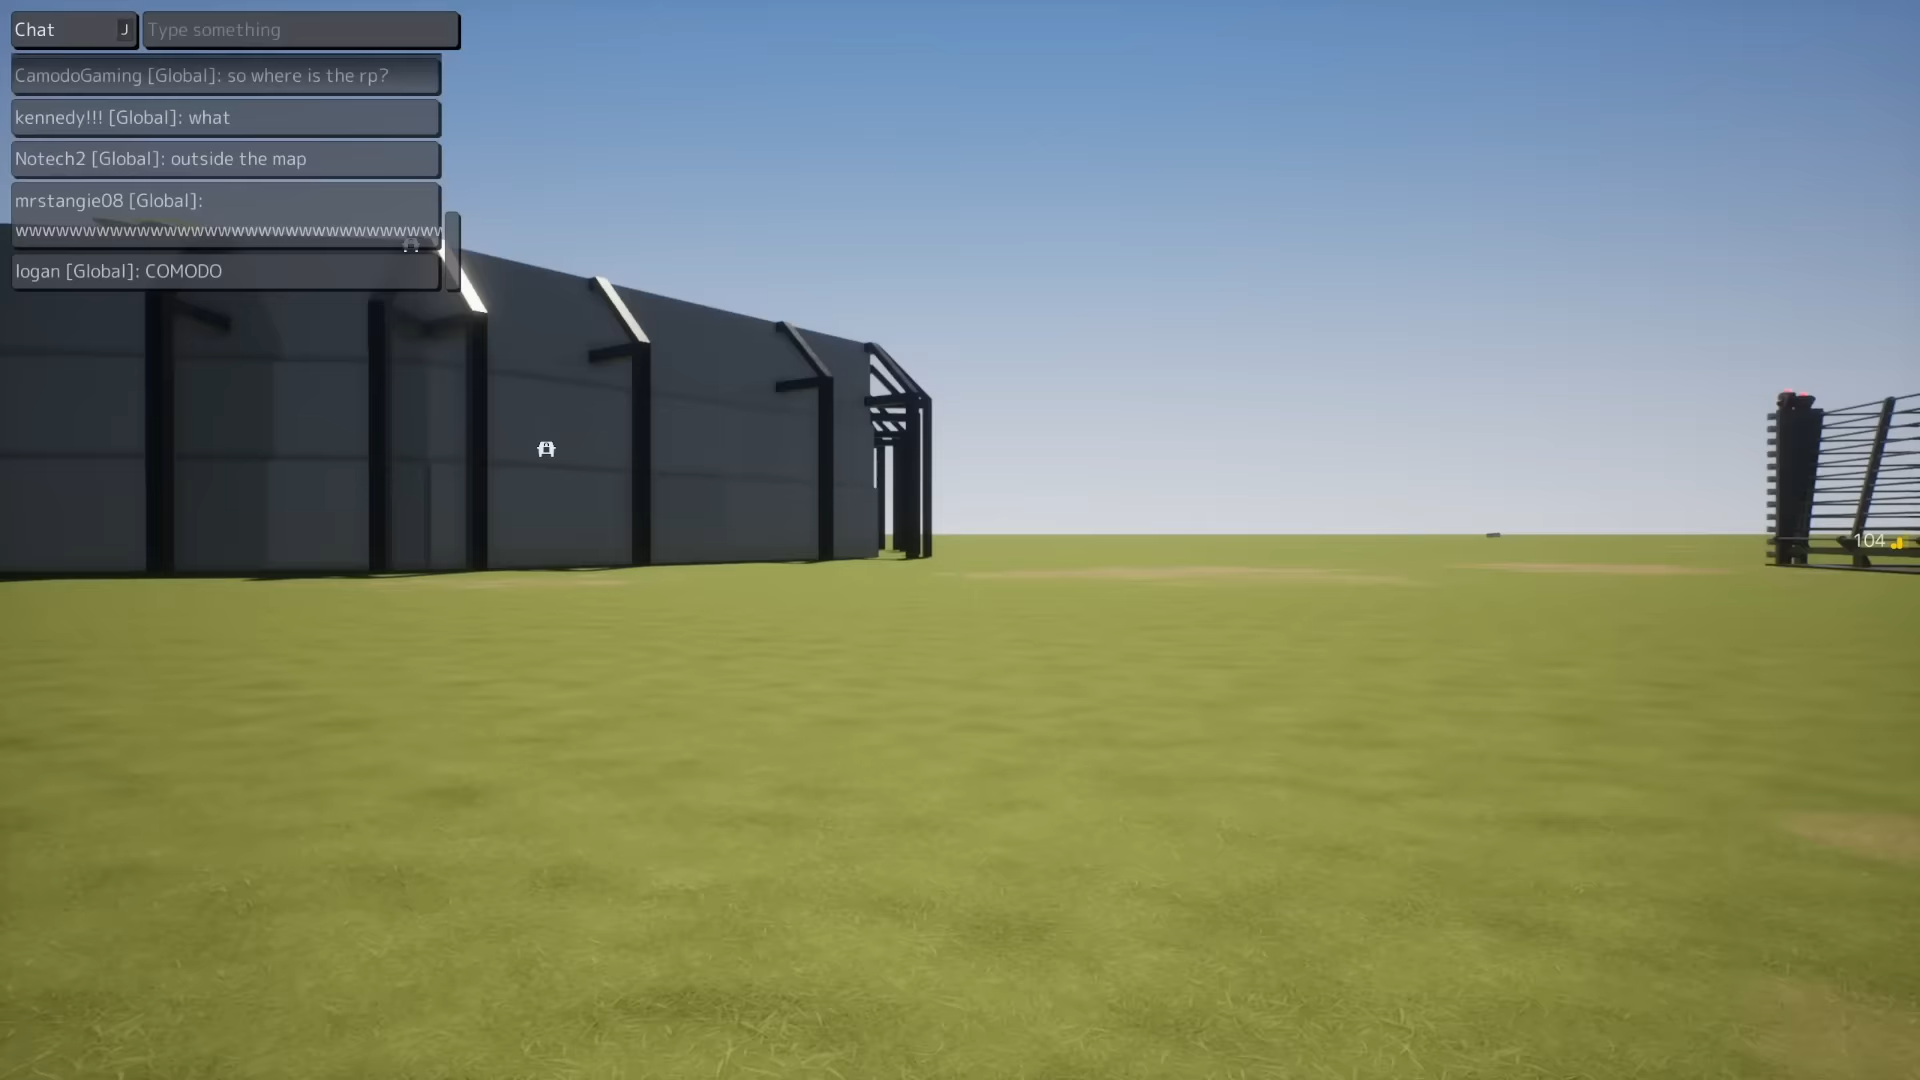 Chat J Type something
CamodoGaming [Global]: so where is the rp?
kennedy!!! [Global]: what
Notech2 [Global]: outside the map
mrstangie08 [Global]:
wwwwwwwwwwwwwwwwwwwwwwwwwwwwwwww
logan [Global]: COMODO
104